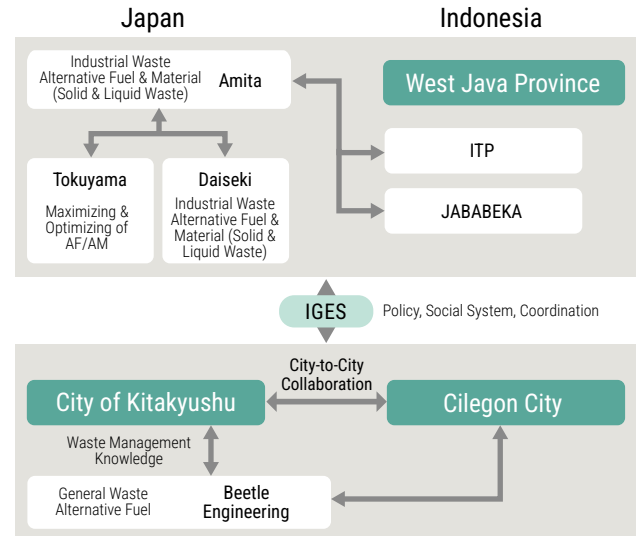 Japan
Indonesia
Industrial Waste
Alternative Fuel & Material
(Solid & Liquid Waste)
Amita
West Java Province
ITP
JABABEKA
Tokuyama
Maximizing &
Optimizing of
AF/AM
Daiseki
Industrial Waste
Alternative Fuel &
Material (Solid &
Liquid Waste)
IGES
Policy, Social System, Coordination
City-to-City
Collaboration
City of Kitakyushu
Cilegon City
Waste Management
Knowledge
General Waste
Alternative Fuel
Beetle
Engineering